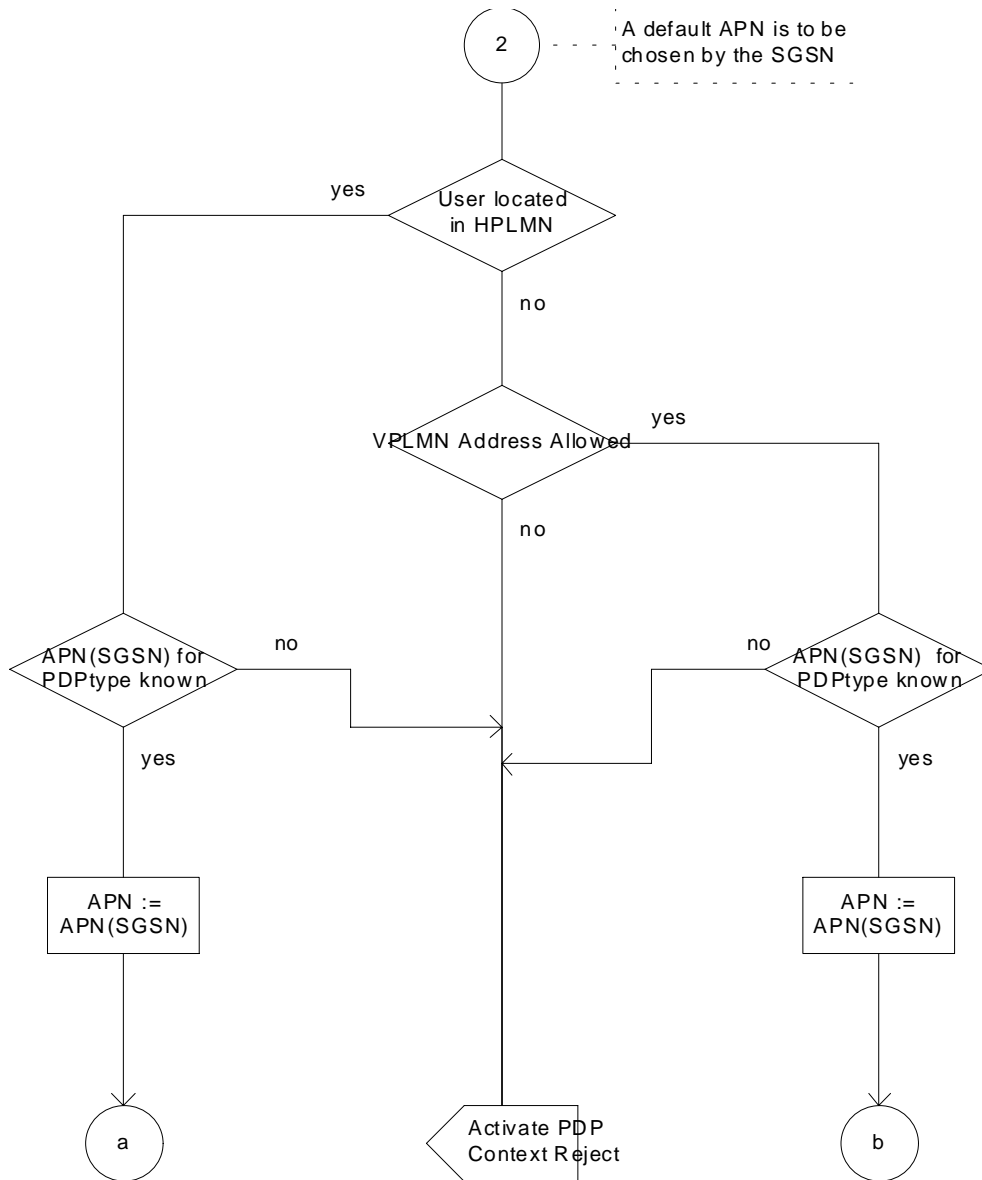 2
A default APN is to be
chosen by the SGSN
yes
User located
in HPLMN
no
VPLMN Address Allowed
yes
no
APN(SGSN) for
PDPtype known
no
no
APN(SGSN) for
PDPtype known
yes
yes
APN :=
APN(SGSN)
APN :=
APN(SGSN)
a
Activate PDP
Context Reject
b